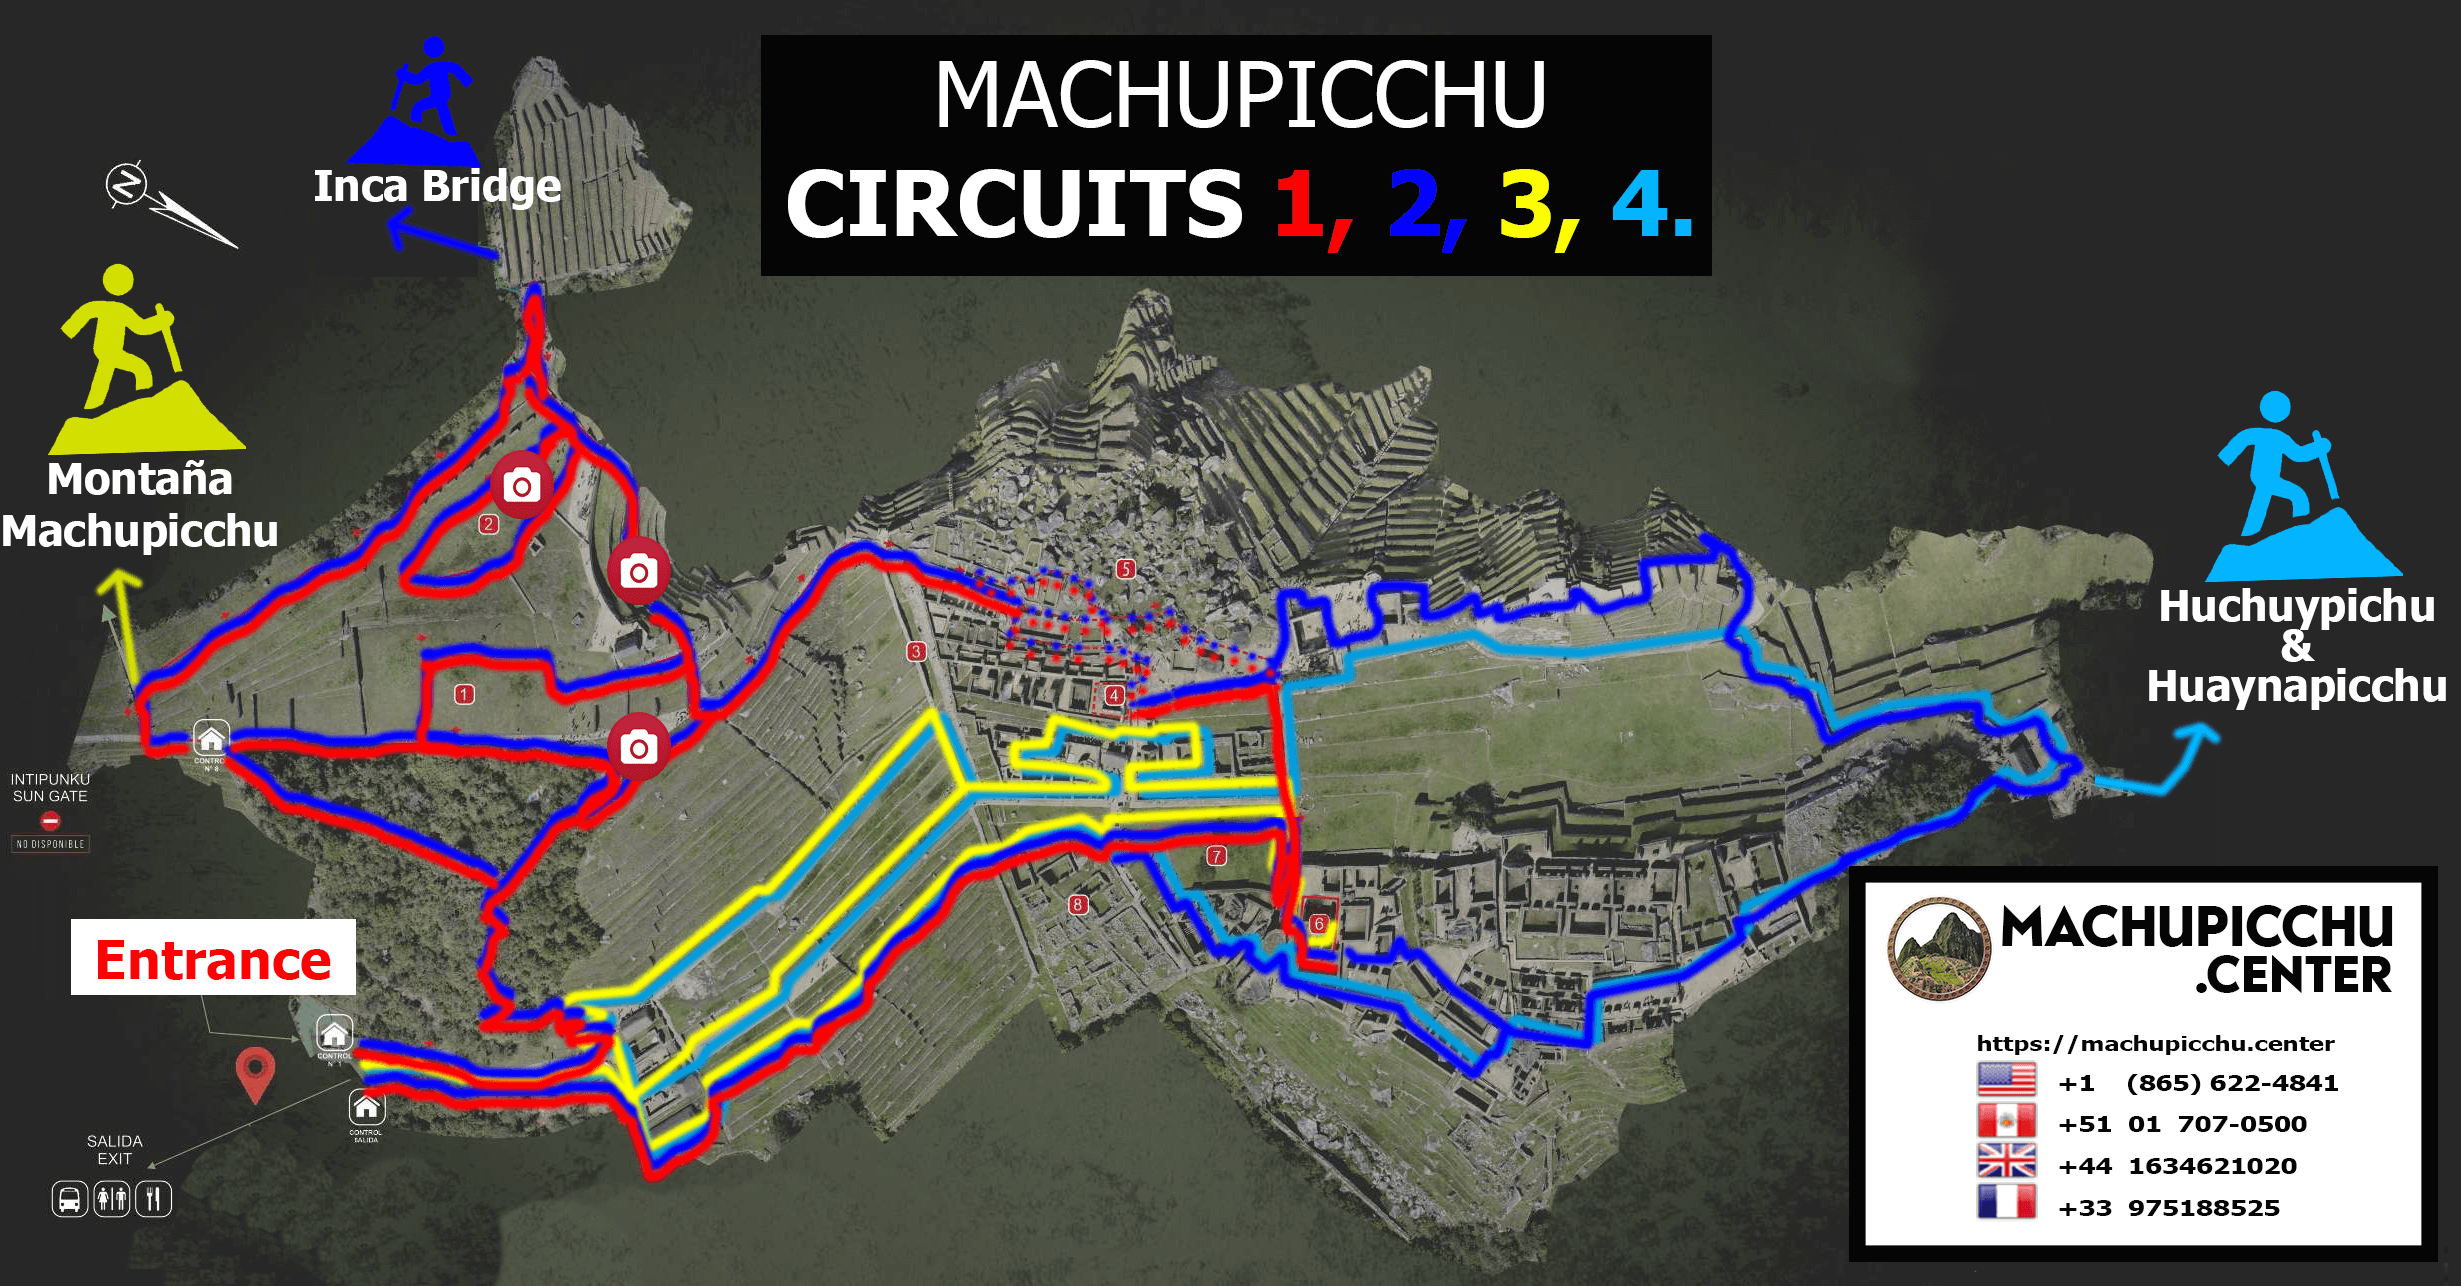 MACHUPICCHU
CIRCUITS 1, 2, 3, 4.
Inca Bridge
N
Montaña
Machupicchu
Huchuypichu
&
Huaynapicchu
INTIPUNKU
SUN GATE
NO DISPONIBLE
CONTROL
N° 8
1
2
3
4
5
6
7
8
Entrance
CONTROL
N° 1
CONTROL
SALIDA
SALIDA
EXIT
MACHUPICCHU
.CENTER
https://machupicchu.center
+1 (865) 622-4841
+51 01 707-0500
+44 1634621020
+33 975188525